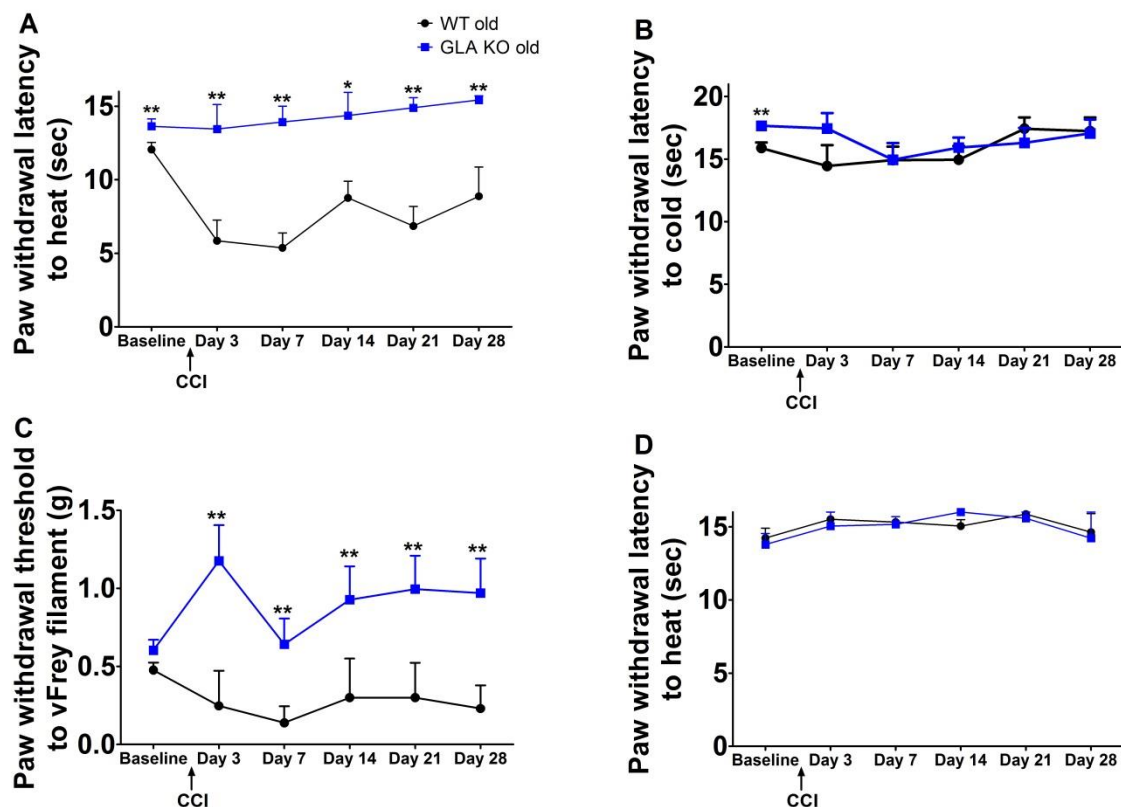 A
WT old
GLA KO old
Paw withdrawal latency
to heat (sec)
15
10
5
0
** ** ** * ** **
Baseline Day 3 Day 7 Day 14 Day 21 Day 28
CCI
B
Paw withdrawal latency
to cold (sec)
20
15
10
5
0
**
Baseline Day 3 Day 7 Day 14 Day 21 Day 28
CCI
C
Paw withdrawal threshold
to vFrey filament (g)
1.5
1.0
0.5
0.0
** ** ** ** **
Baseline Day 3 Day 7 Day 14 Day 21 Day 28
CCI
D
Paw withdrawal latency
to heat (sec)
15
10
5
0
Baseline Day 3 Day 7 Day 14 Day 21 Day 28
CCI